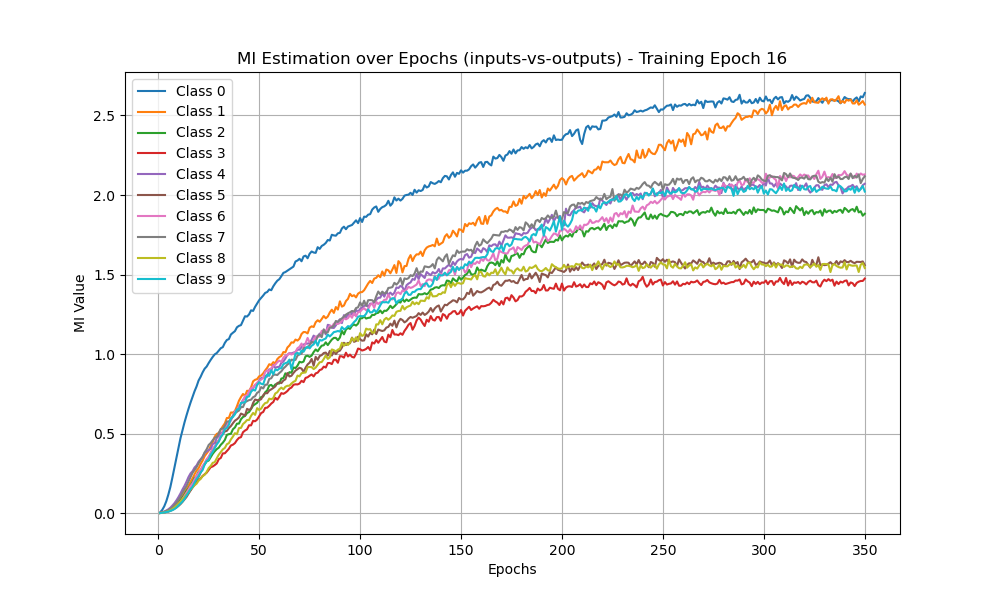 MI Estimation over Epochs (inputs-vs-outputs) - Training Epoch 16
Class 0
Class 1
Class 2
Class 3
Class 4
Class 5
Class 6
Class 7
Class 8
Class 9
MI Value
2.5
2.0
1.5
1.0
0.5
0.0
0
50
100
150
200
250
300
350
Epochs